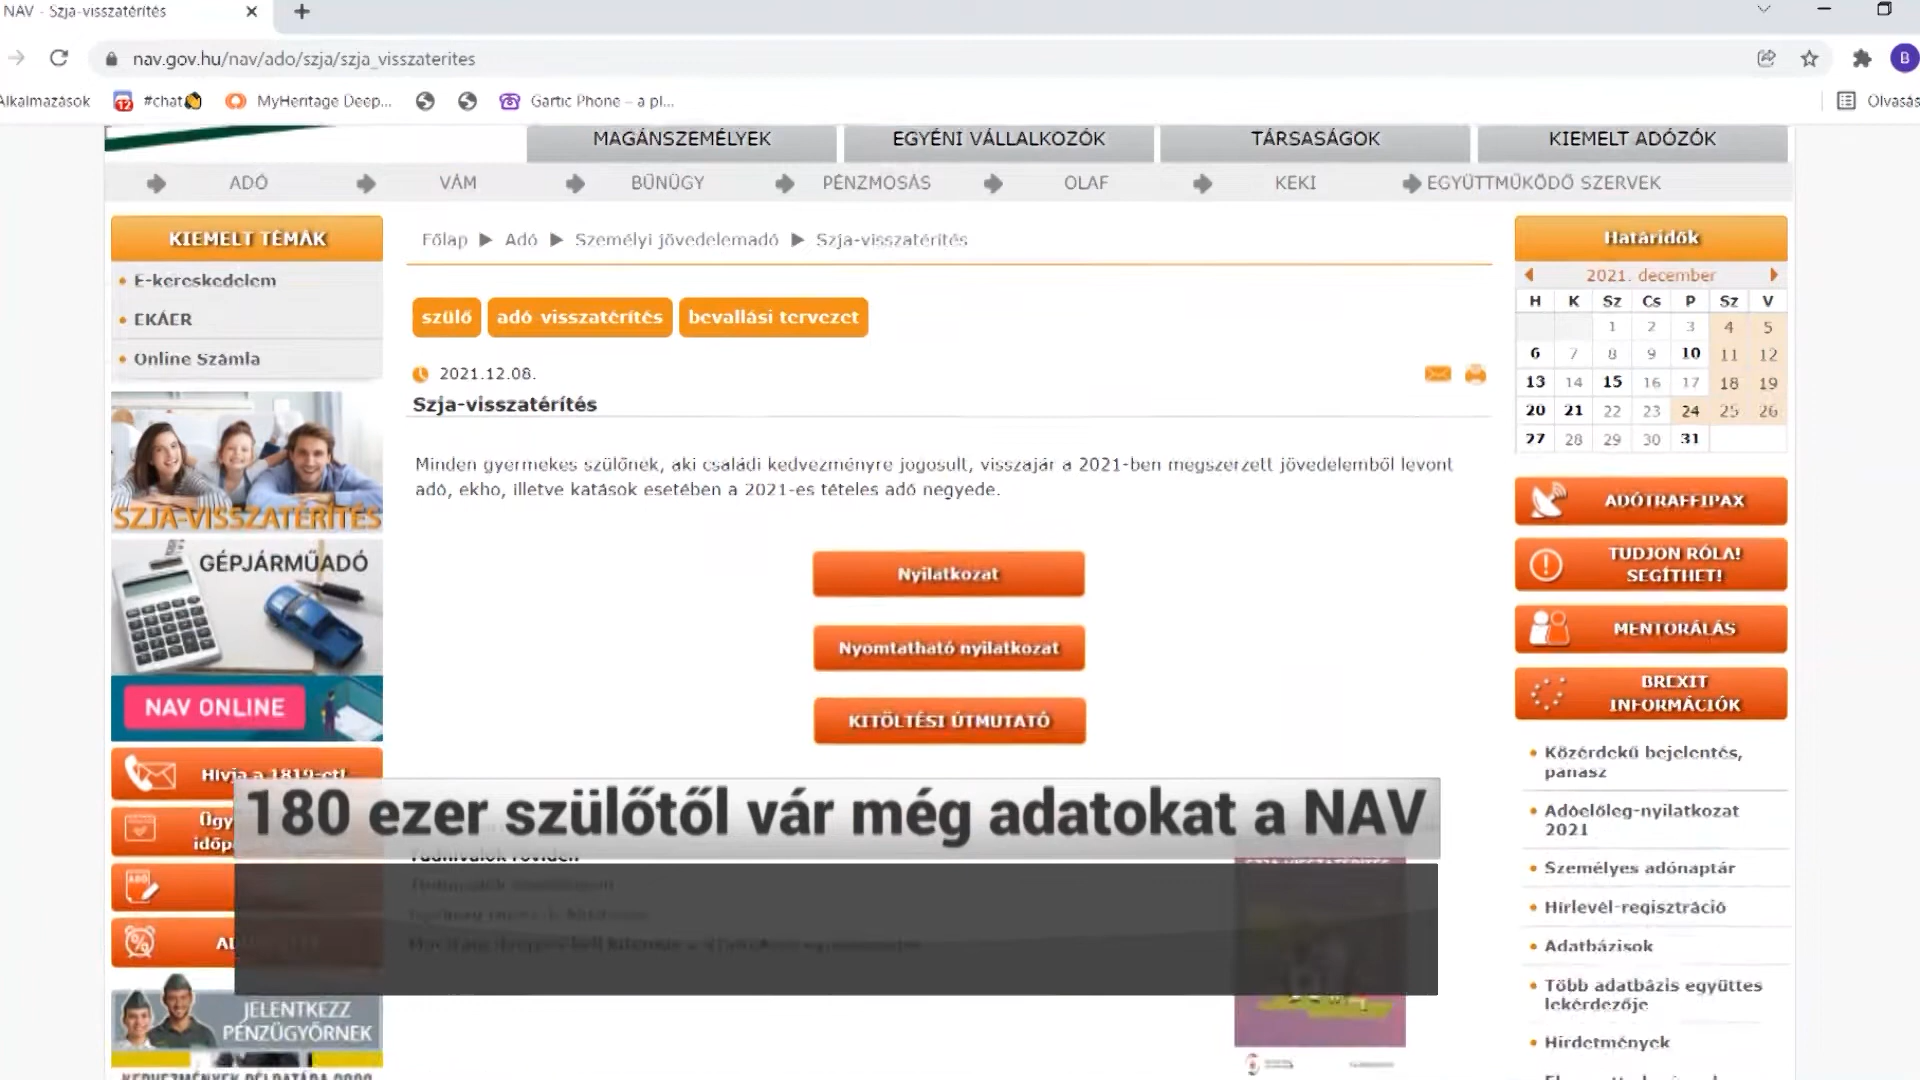 NAV - Szja-visszatérítés
nav.gov.hu/nav/ado/szja/szja_visszaterites
B
Alkalmazások
12
#chat
MyHeritage Deep...
Gartic Phone – a pl...
Olvasás
MAGÁNSZEMÉLYEK
EGYÉNI VÁLLALKOZÓK
TÁRSASÁGOK
KIEMELT ADÓZÓK
ADÓ
VÁM
BŰNÜGY
PÉNZMOSÁS
OLAF
KEKI
EGYÜTTMŰKÖDŐ SZERVEK
KIEMELT TÉMÁK
E-kereskedelem
EKÁER
Online Számla
SZJA-VISSZATÉRÍTÉS
GÉPJÁRMŰADÓ
NAV ONLINE
Hívja a 1819-et!
Ügy
idő
AL
JELENTKEZZ
PÉNZÜGYŐRNEK
Főlap ▶ Adó ▶ Személyi jövedelemadó ▶ Szja-visszatérítés
szülő
adó visszatérítés
bevallási tervezet
2021.12.08.
Szja-visszatérítés
Minden gyermekes szülőnek, aki családi kedvezményre jogosult, visszajár a 2021-ben megszerzett jövedelemből levont
adó, ekho, illetve katások esetében a 2021-es tételes adó negyede.
Nyilatkozat
Nyomtatható nyilatkozat
KITÖLTÉSI ÚTMUTATÓ
180 ezer szülőtől vár még adatokat a NAV
Határidők
2021. december
H K Sz Cs P Sz V
1 2 3 4 5
6 7 8 9 10 11 12
13 14 15 16 17 18 19
20 21 22 23 24 25 26
27 28 29 30 31
ADÓTRAFFIPAX
TUDJON RÓLA!
SEGÍTHET!
MENTORÁLÁS
BREXIT
INFORMÁCIÓK
Közérdekű bejelentés,
panasz
Adóelőleg-nyilatkozat
2021
Személyes adónaptár
Hírlevél-regisztráció
Adatbázisok
Több adatbázis együttes
lekérdezője
Hirdetmények